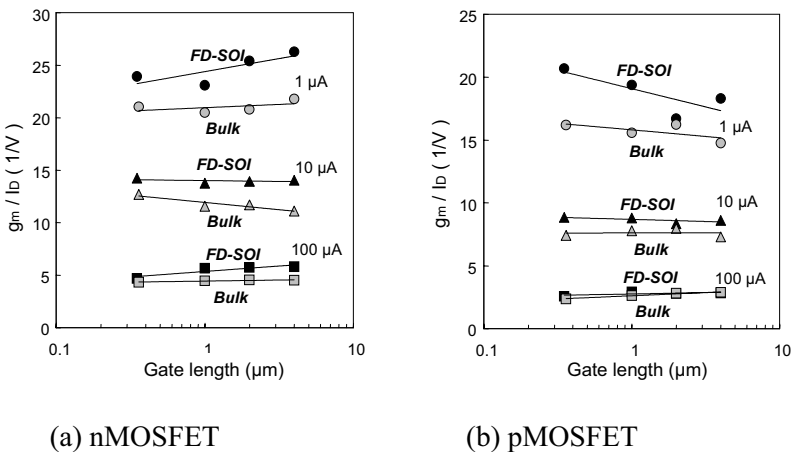 30
25
20
15
10
5
0
gm / ID ( 1/V )
FD-SOI
1 µA
Bulk
FD-SOI
10 µA
Bulk
FD-SOI
100 µA
Bulk
0.1
1
10
Gate length (µm)
(a) nMOSFET
25
20
15
10
5
0
gm / ID ( 1/V )
FD-SOI
1 µA
Bulk
FD-SOI
10 µA
Bulk
FD-SOI
100 µA
Bulk
0.1
1
10
Gate length (µm)
(b) pMOSFET